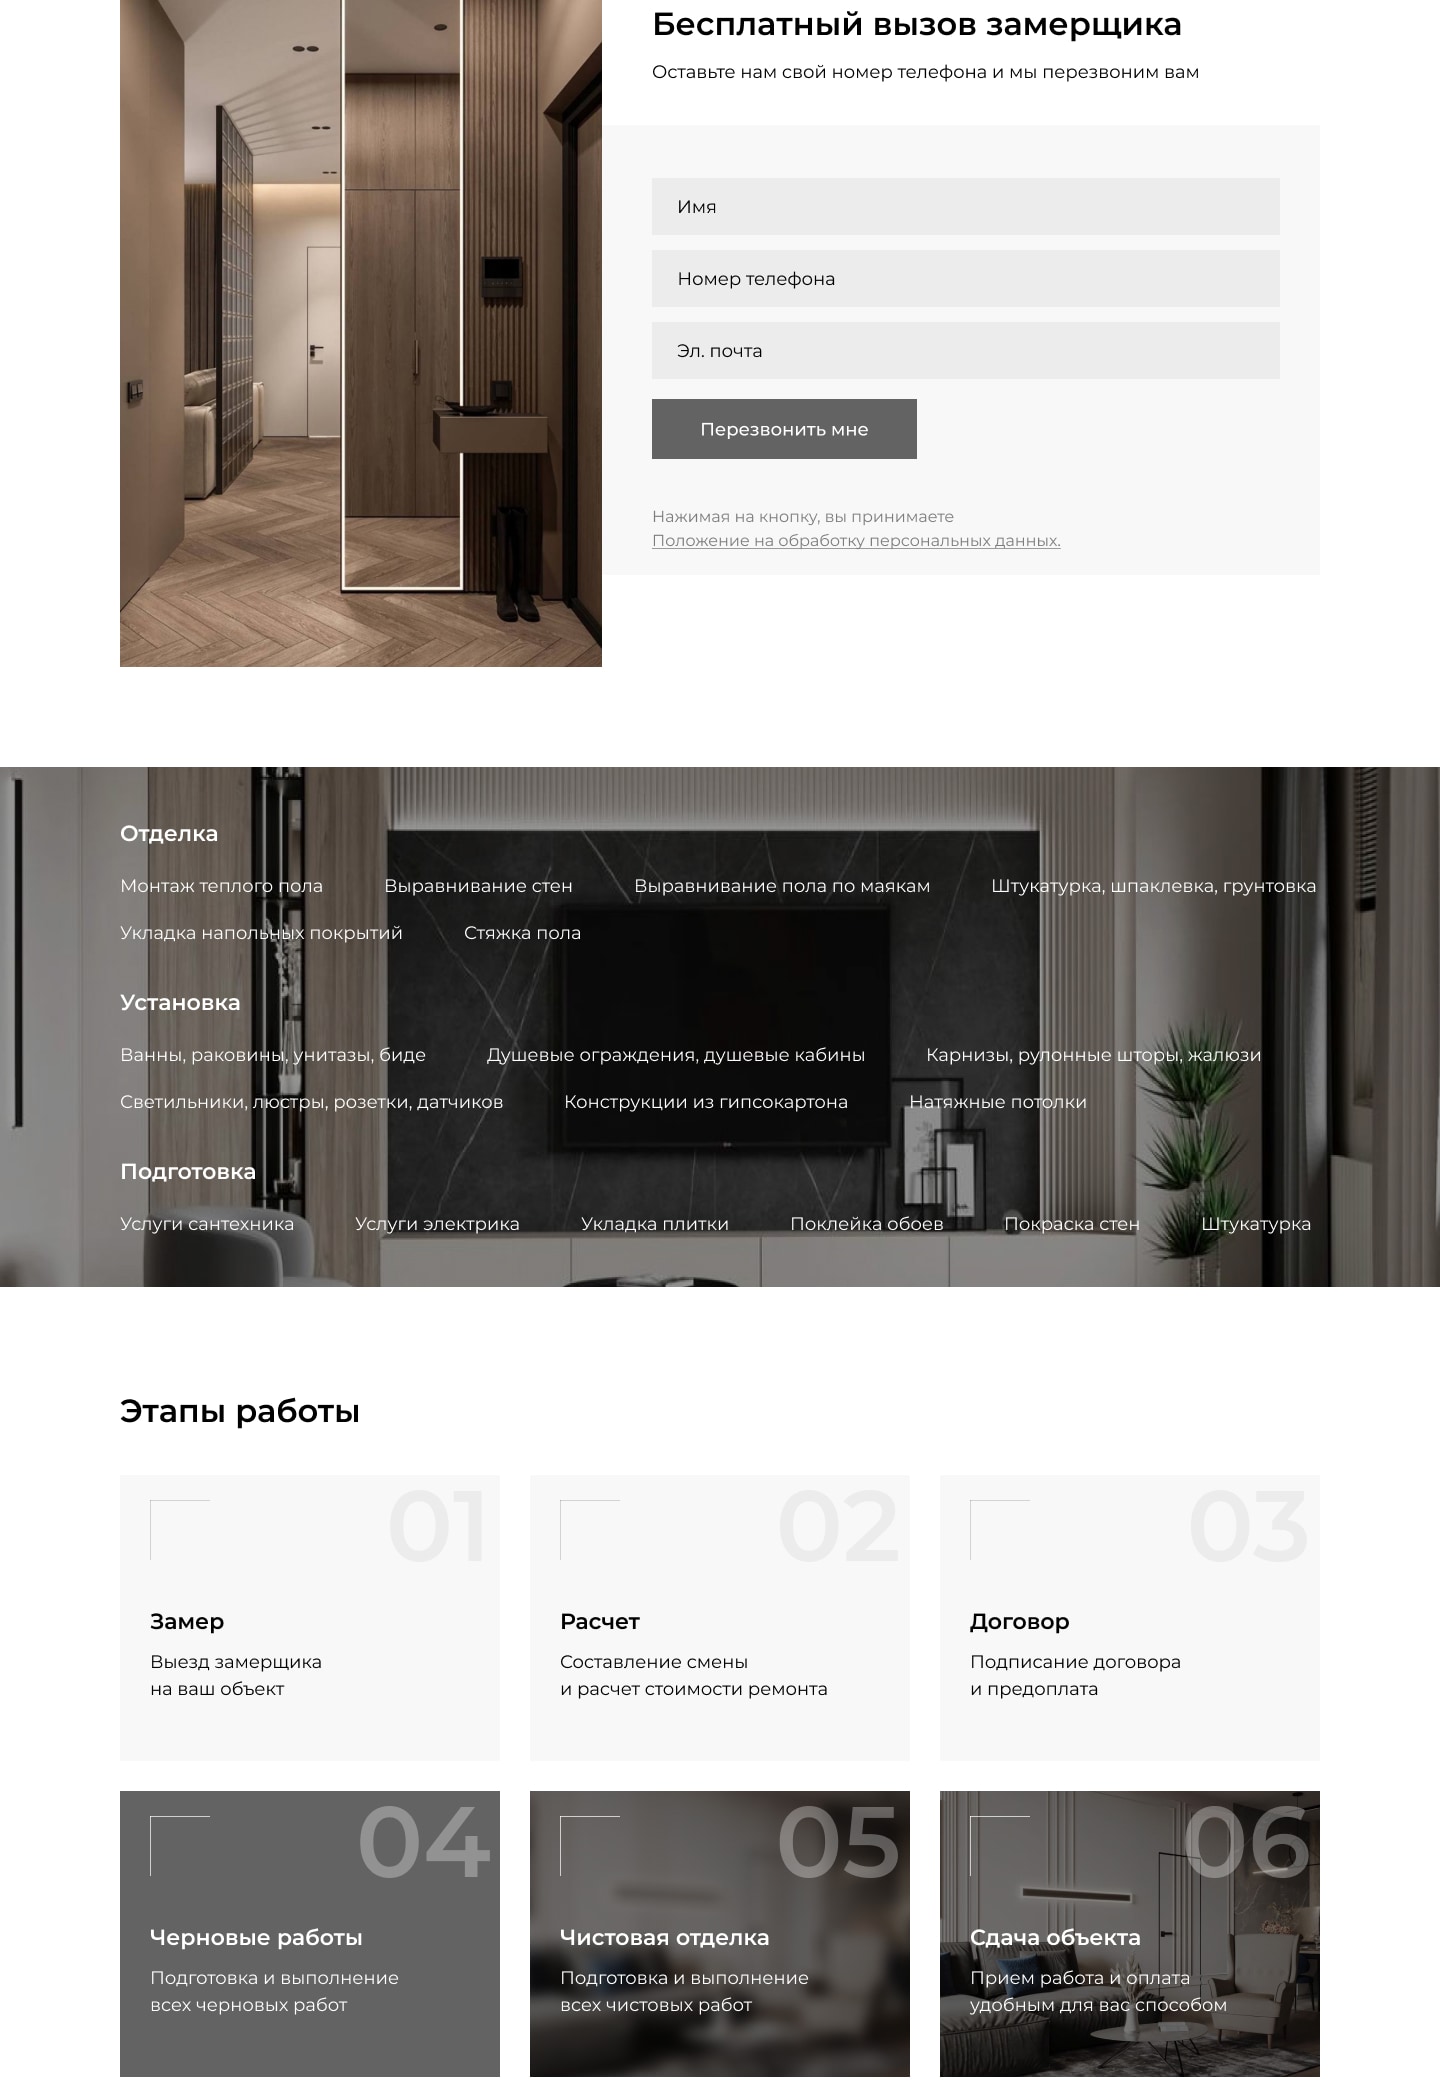 Бесплатный вызов замерщика
Оставьте нам свой номер телефона и мы перезвоним вам
Имя
Номер телефона
Эл. почта
Перезвонить мне
Нажимая на кнопку, вы принимаете
Положение на обработку персональных данных.
Отделка
Монтаж теплого пола Выравнивание стен Выравнивание пола по маякам Штукатурка, шпаклевка, грунтовка
Укладка напольных покрытий Стяжка пола
Установка
Ванны, раковины, унитазы, биде Душевые ограждения, душевые кабины Карнизы, рулонные шторы, жалюзи
Светильники, люстры, розетки, датчиков Конструкции из гипсокартона Натяжные потолки
Подготовка
Услуги сантехника Услуги электрика Укладка плитки Поклейка обоев Покраска стен Штукатурка
Этапы работы
01
Замер
Выезд замерщика
на ваш объект
02
Расчет
Составление смены
и расчет стоимости ремонта
03
Договор
Подписание договора
и предоплата
04
Черновые работы
Подготовка и выполнение
всех черновых работ
05
Чистовая отделка
Подготовка и выполнение
всех чистовых работ
06
Сдача объекта
Прием работа и оплата
удобным для вас способом